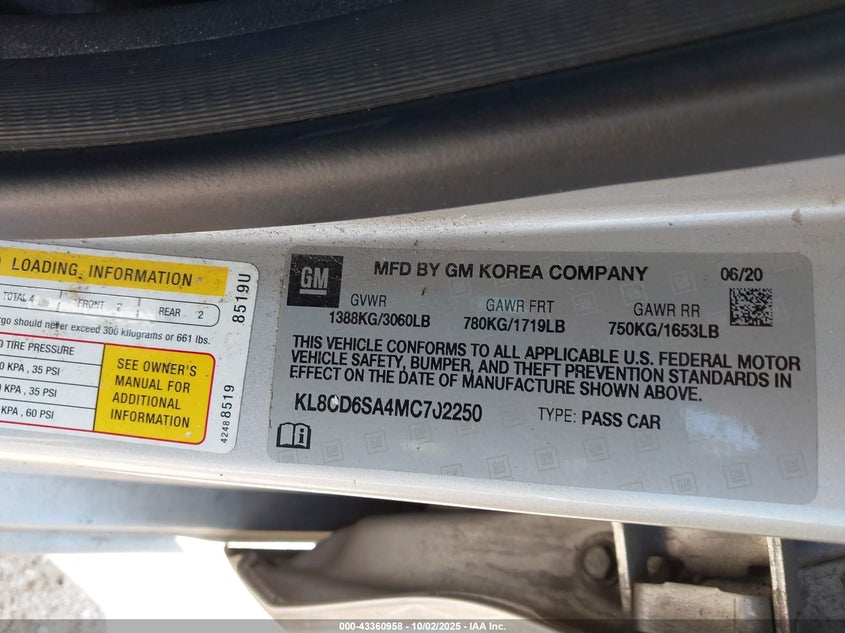 LOADING INFORMATION
TOTAL 4 FRONT 2 REAR 2
rgo should never exceed 300 kilograms or 661 lbs.
TIRE PRESSURE
KPA, 35 PSI
KPA, 35 PSI
KPA, 60 PSI
SEE OWNER'S
MANUAL FOR
ADDITIONAL
INFORMATION
8519U
42488519
GM
MFD BY GM KOREA COMPANY 06/20
GVWR GAWR FRT GAWR RR
1388KG/3060LB 780KG/1719LB 750KG/1653LB
THIS VEHICLE CONFORMS TO ALL APPLICABLE U.S. FEDERAL MOTOR
VEHICLE SAFETY, BUMPER, AND THEFT PREVENTION STANDARDS IN
EFFECT ON THE DATE OF MANUFACTURE SHOWN ABOVE.
KL8CD6SA4MC702250 TYPE: PASS CAR
000-43360958 - 10/02/2025 - IAA Inc.